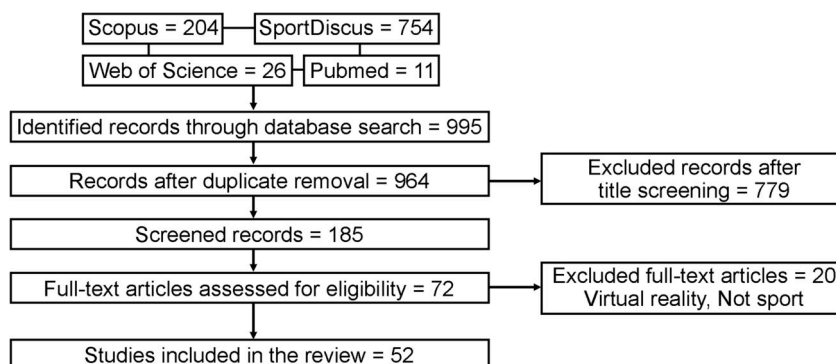 Scopus = 204
SportDiscus = 754
Web of Science = 26
Pubmed = 11
Identified records through database search = 995
Records after duplicate removal = 964
Excluded records after
title screening = 779
Screened records = 185
Full-text articles assessed for eligibility = 72
Excluded full-text articles = 20
Virtual reality, Not sport
Studies included in the review = 52